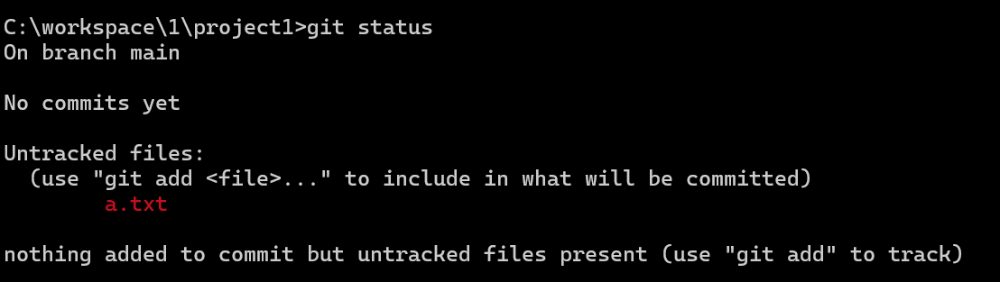 C:\workspace\1\project1>git status
On branch main
No commits yet
Untracked files:
(use "git add <file>..." to include in what will be committed)
a.txt
nothing added to commit but untracked files present (use "git add" to track)